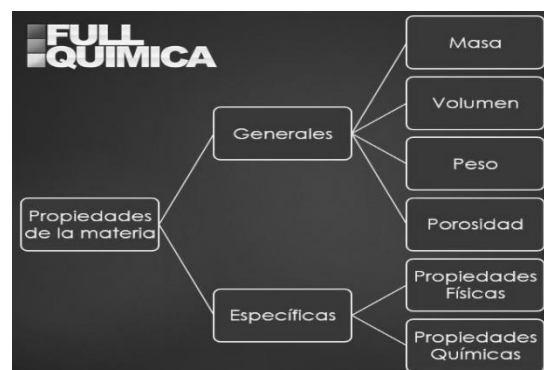 FULL
QUIMICA
Masa
Volumen
Generales
Peso
Propiedades
de la materia
Porosidad
Propiedades
Físicas
Específicas
Propiedades
Químicas